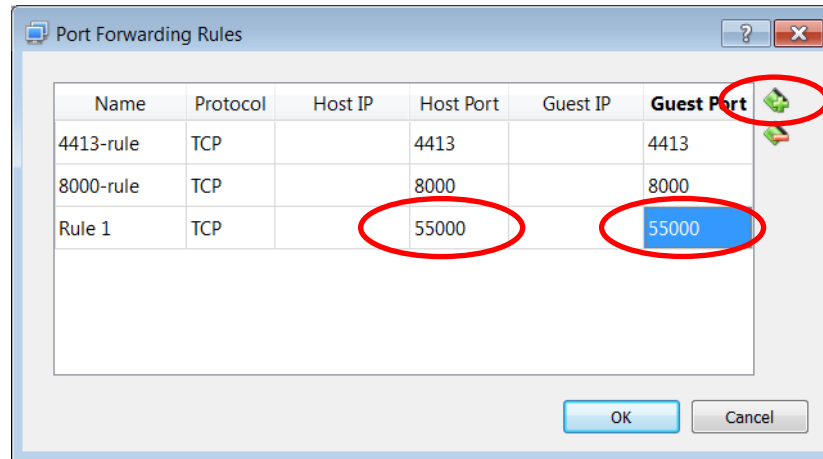 Port Forwarding Rules
?
Name Protocol Host IP Host Port Guest IP Guest Port
4413-rule TCP 4413 4413
8000-rule TCP 8000 8000
Rule 1 TCP 55000 55000
OK Cancel